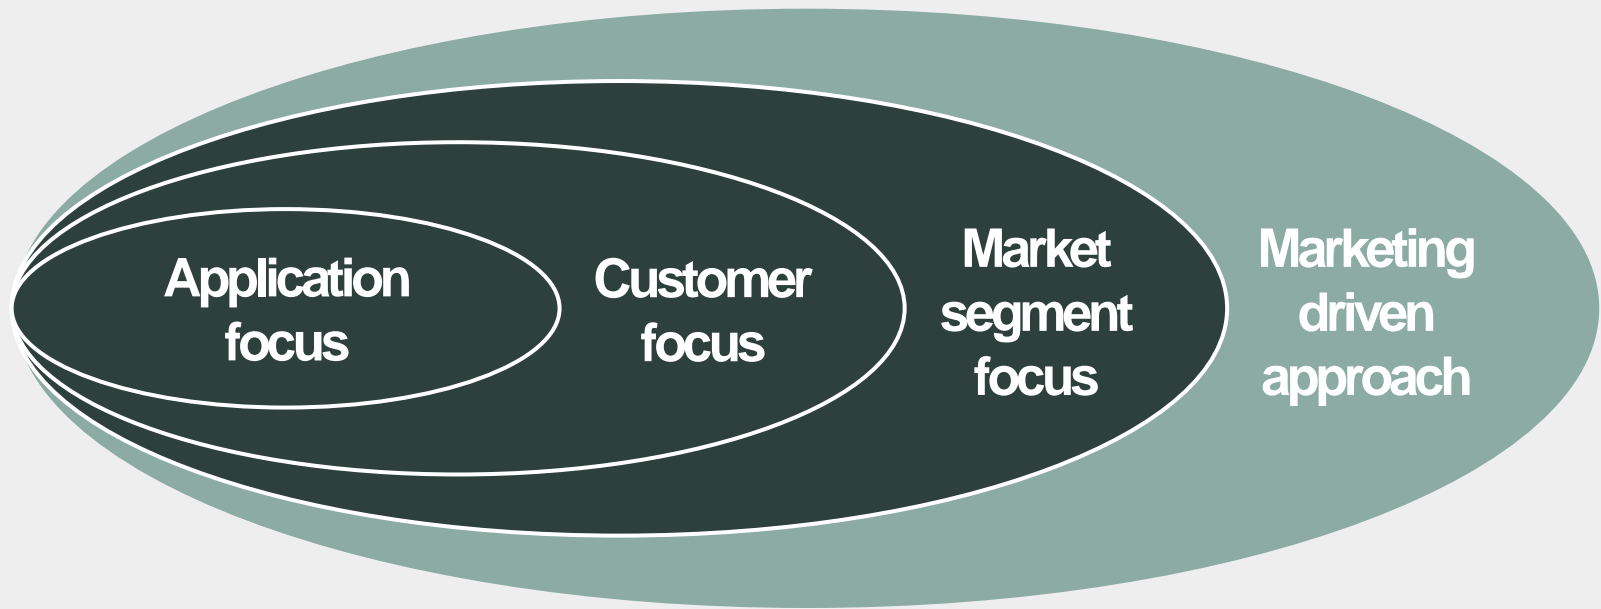 Application
focus
Customer
focus
Market
segment
focus
Marketing
driven
approach